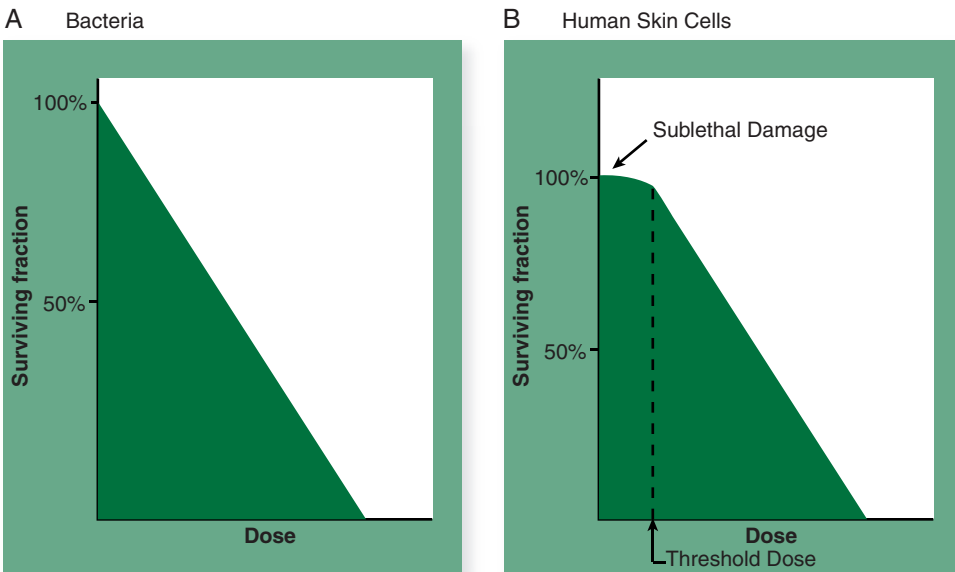 A Bacteria
100%
50%
Surviving fraction
Dose
B Human Skin Cells
Sublethal Damage
100%
50%
Surviving fraction
Dose
Threshold Dose